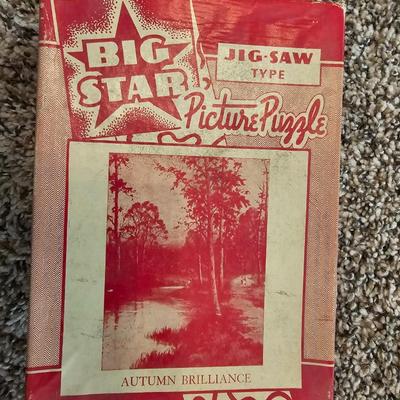 BIG
STAR
JIG-SAW
TYPE
Picture Puzzle
AUTUMN BRILLIANCE